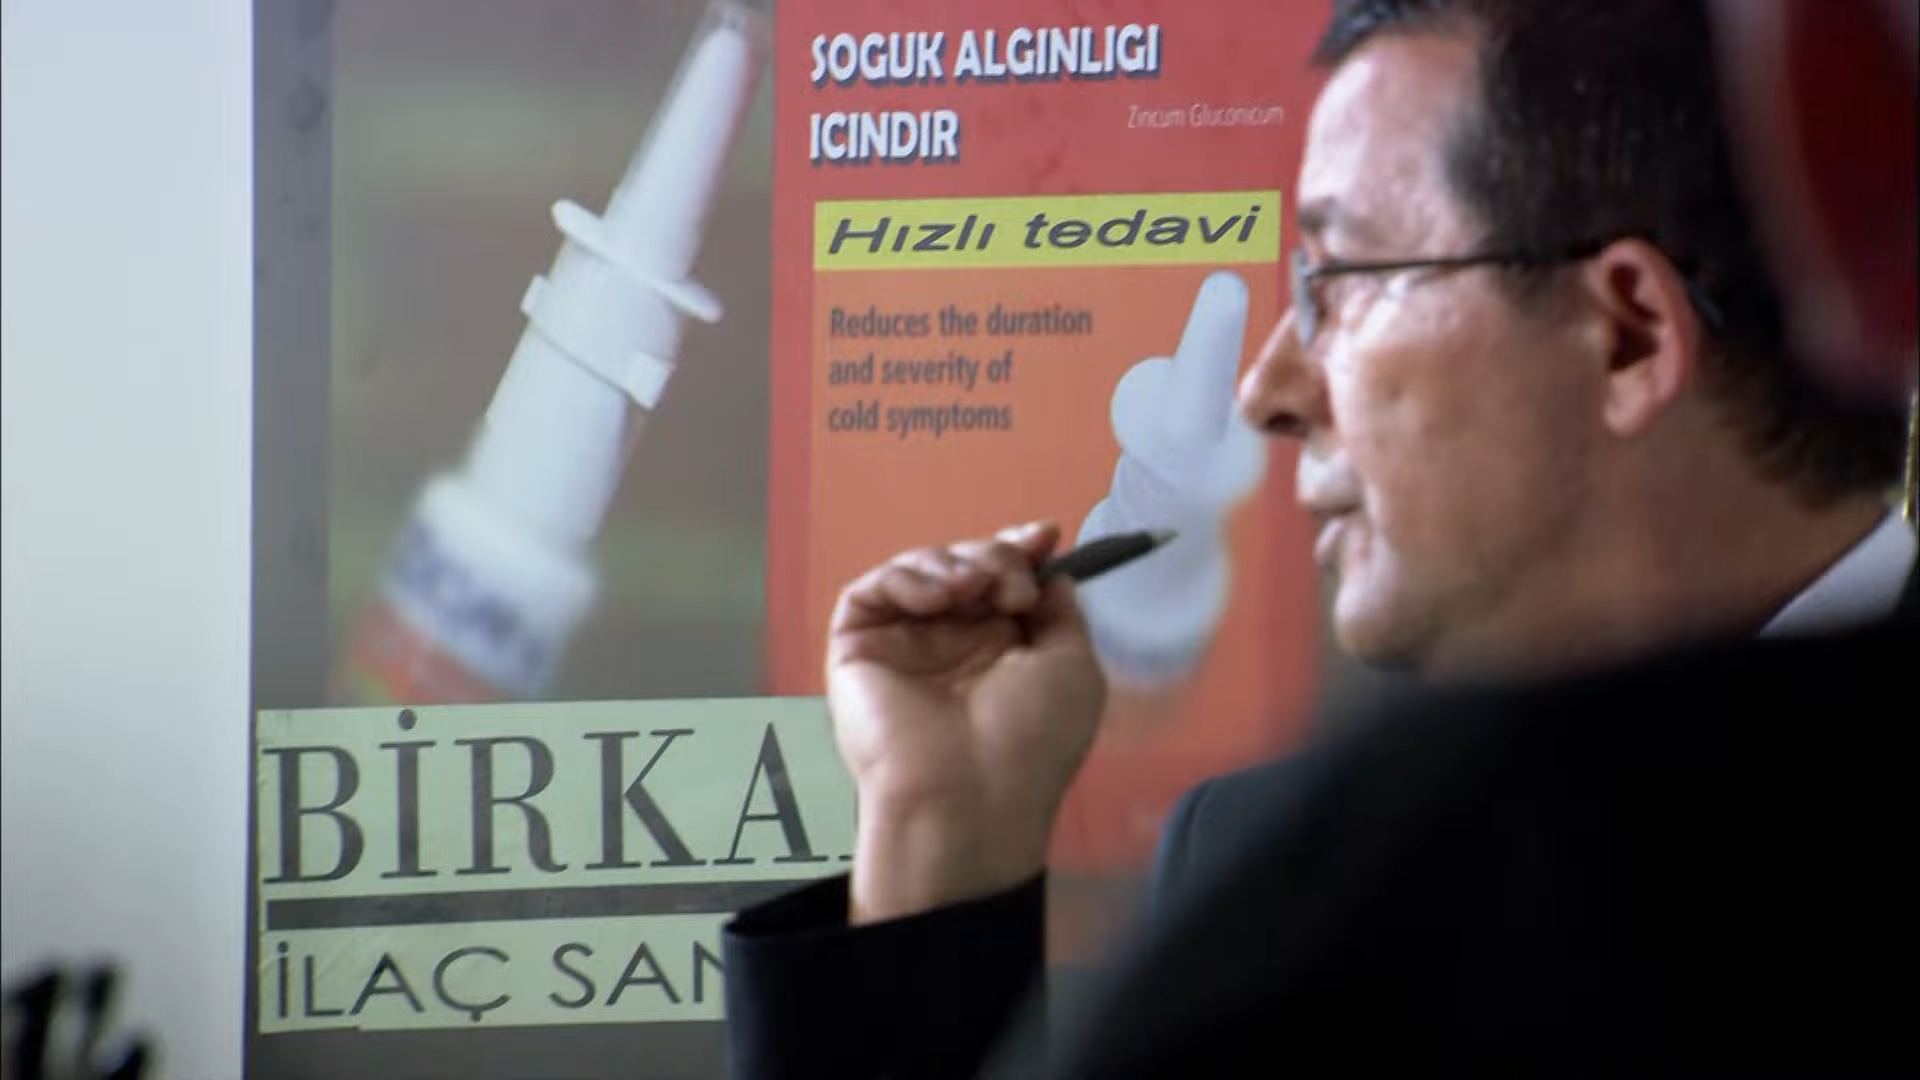 SOGUK ALGINLIGI
ICINDIR
Zincum Gluconicum
Hızlı tedavi
Reduces the duration
and severity of
cold symptoms
BİRKA
İLAÇ SAN